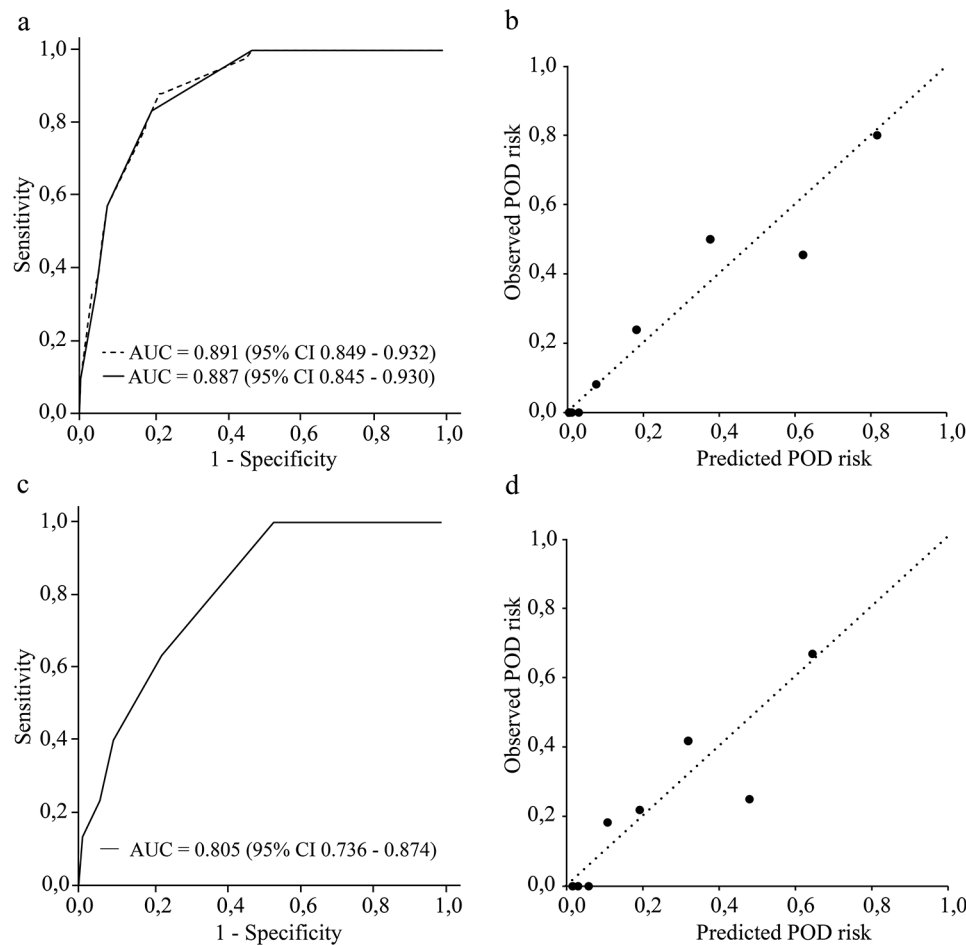 a
1,0
0,8
0,6
0,4
0,2
0,0
Sensitivity
AUC = 0.891 (95% CI 0.849 - 0.932)
AUC = 0.887 (95% CI 0.845 - 0.930)
0,0 0,2 0,4 0,6 0,8 1,0
1 - Specificity
b
1,0
0,8
0,6
0,4
0,2
0,0
Observed POD risk
0,0 0,2 0,4 0,6 0,8 1,0
Predicted POD risk
c
1,0
0,8
0,6
0,4
0,2
0,0
Sensitivity
AUC = 0.805 (95% CI 0.736 - 0.874)
0,0 0,2 0,4 0,6 0,8 1,0
1 - Specificity
d
1,0
0,8
0,6
0,4
0,2
0,0
Observed POD risk
0,0 0,2 0,4 0,6 0,8 1,0
Predicted POD risk